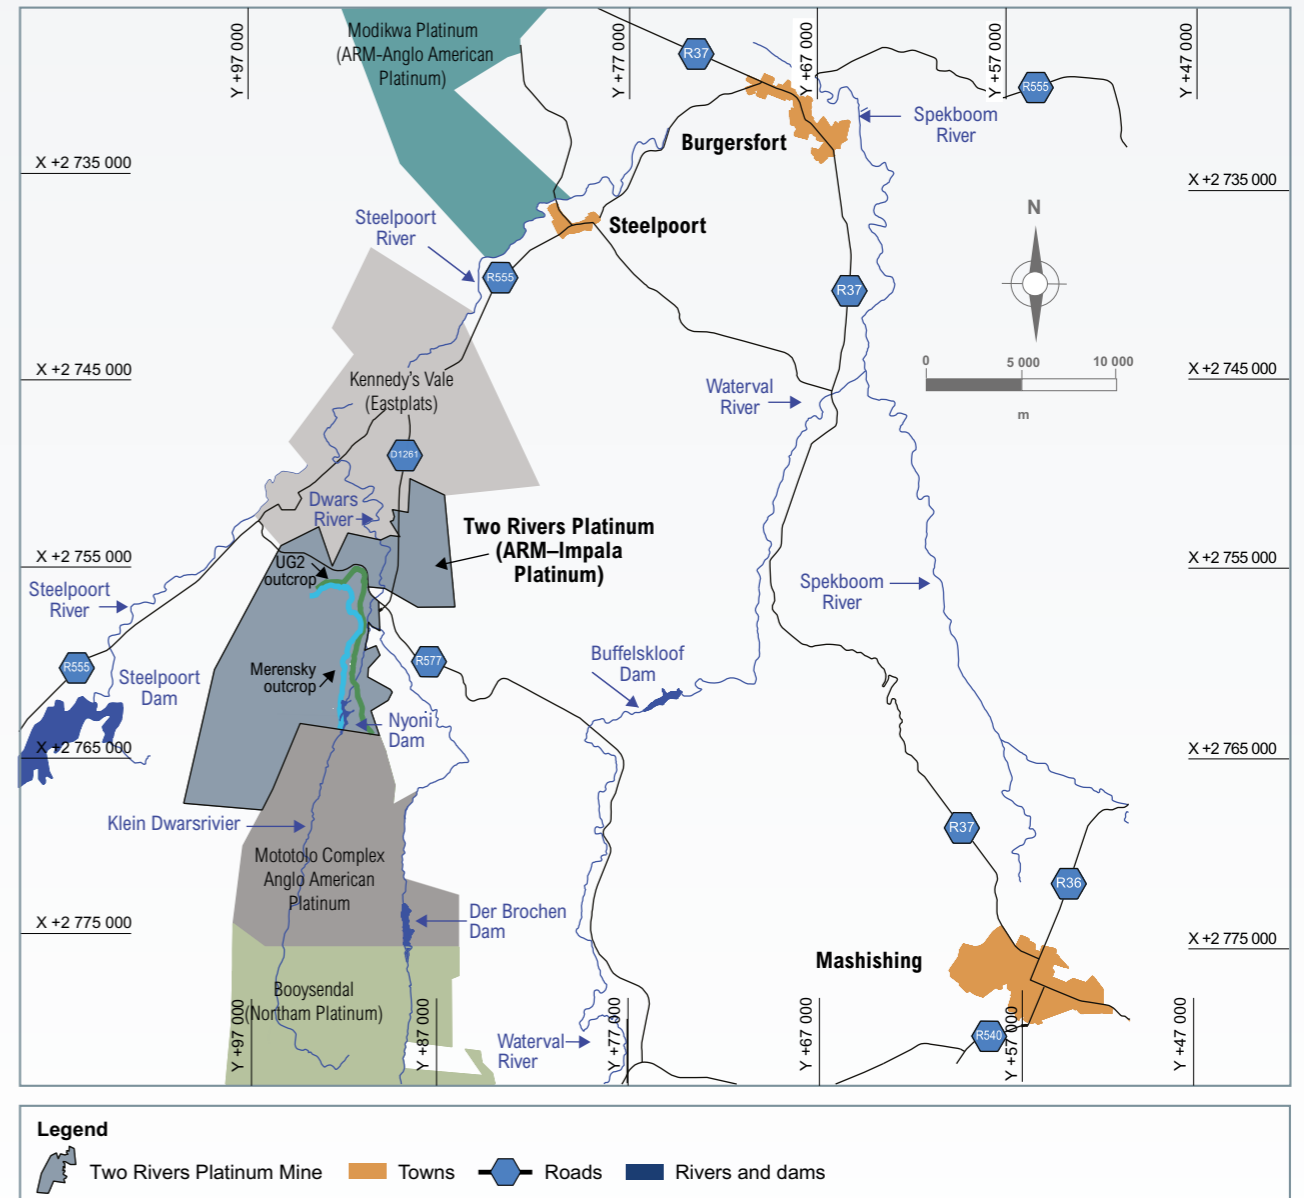 Modikwa Platinum
(ARM-Anglo American
Platinum)
Y +97 000
Y +77 000
Y +67 000
Y +57 000
Y +47 000
R37
R555
Spekboom
River
Burgersfort
X +2 735 000
X +2 735 000
Steelpoort
River
Steelpoort
N
R555
R37
0
5 000
10 000
m
X +2 745 000
X +2 745 000
Kennedy's Vale
(Eastplats)
Waterval
River
D1261
Dwars
River
Two Rivers Platinum
(ARM–Impala
Platinum)
X +2 755 000
X +2 755 000
UG2
outcrop
Steelpoort
River
Spekboom
River
R555
Steelpoort
Dam
Merensky
outcrop
R577
Buffelskloof
Dam
Nyoni
Dam
X +2 765 000
X +2 765 000
Klein Dwarsrivier
R37
Mototolo Complex
Anglo American
Platinum
R36
Der Brochen
Dam
X +2 775 000
X +2 775 000
Mashishing
Booysendal
(Northam Platinum)
Waterval
River
R540
Y +97 000
Y +87 000
Y +77 000
Y +67 000
Y +57 000
Y +47 000
Legend
Two Rivers Platinum Mine
Towns
Roads
Rivers and dams